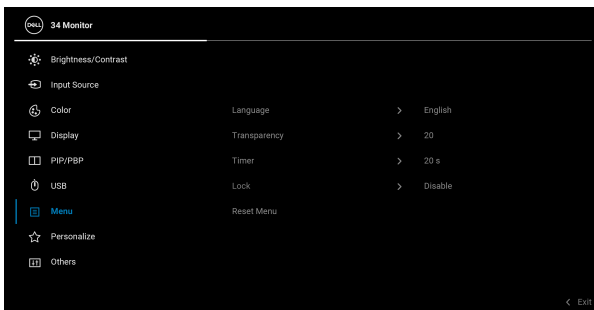 DELL 34 Monitor
Brightness/Contrast
Input Source
Color Language English
Display Transparency 20
PIP/PBP Timer 20 s
USB Lock Disable
Menu Reset Menu
Personalize
Others
Exit